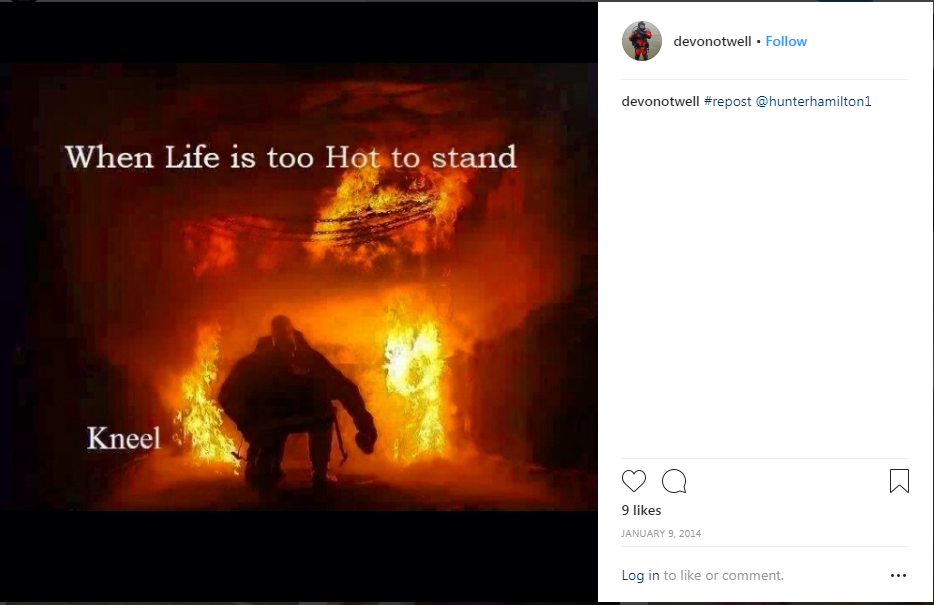 When Life is too Hot to stand
Kneel
devonotwell • Follow
devonotwell #repost @hunterhamilton1
9 likes
JANUARY 9, 2014
Log in to like or comment.